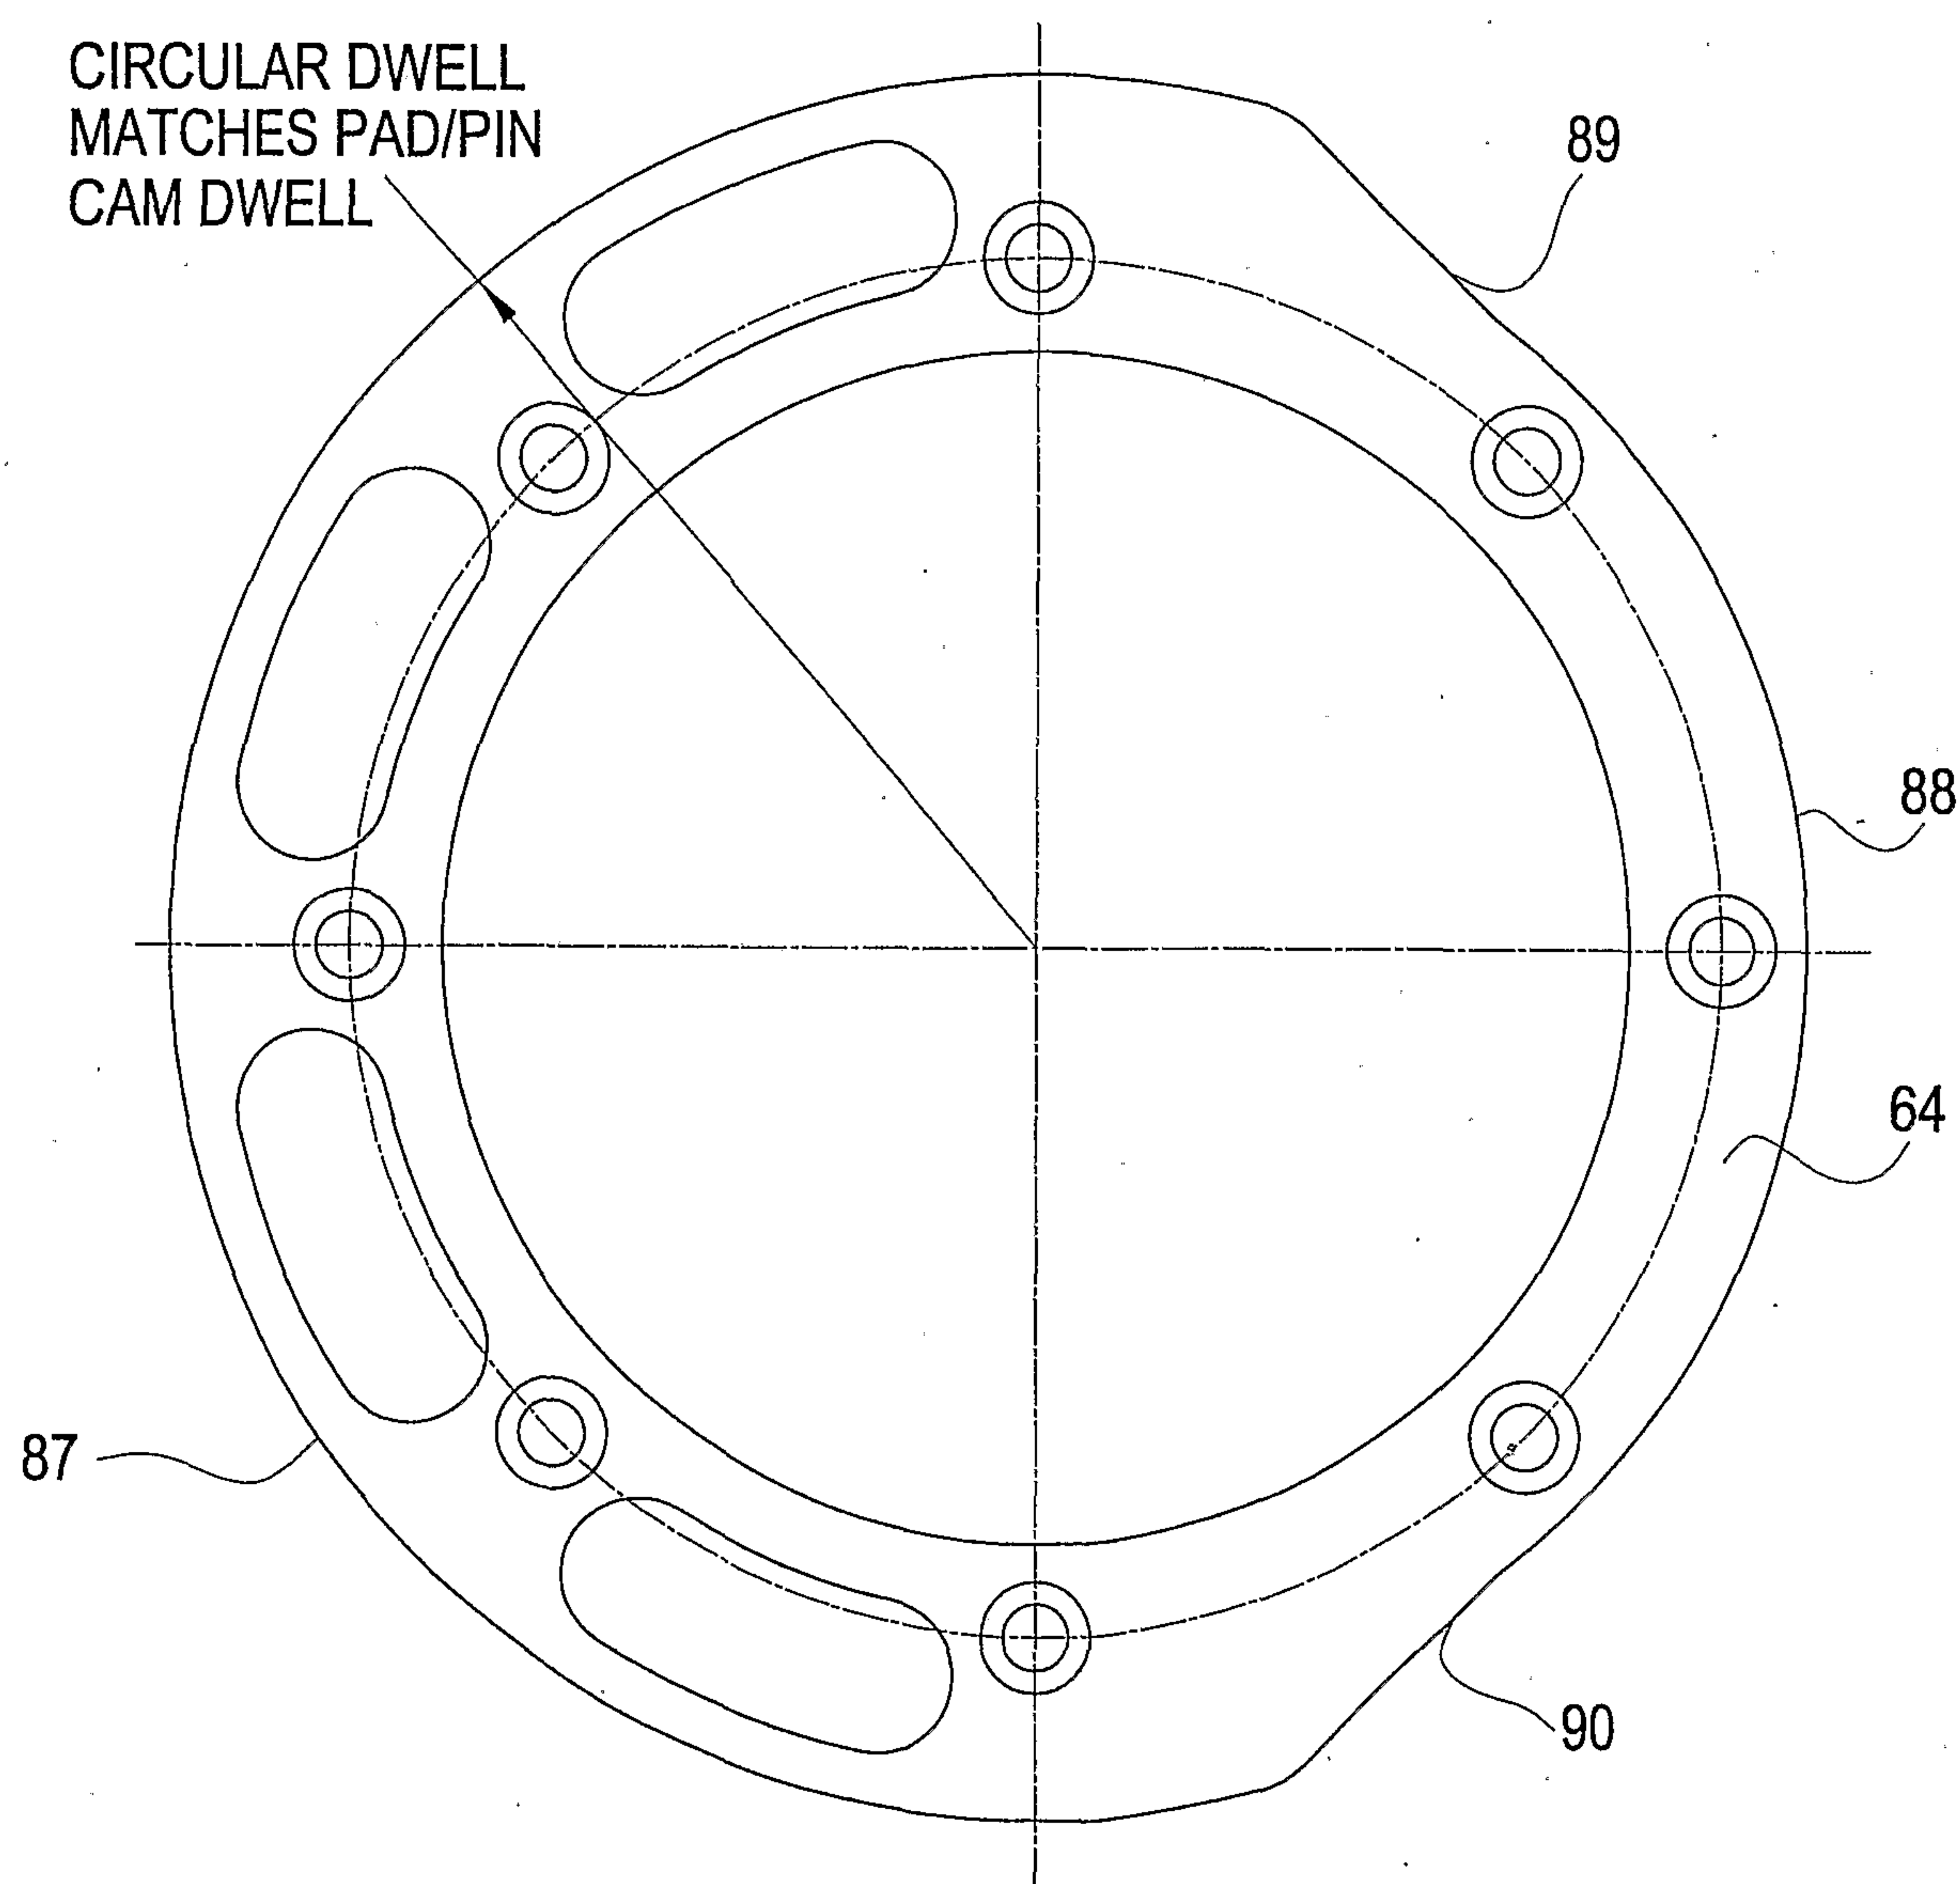 CIRCULAR DWELL
MATCHES PAD/PIN
CAM DWELL
89
88
64
87
90